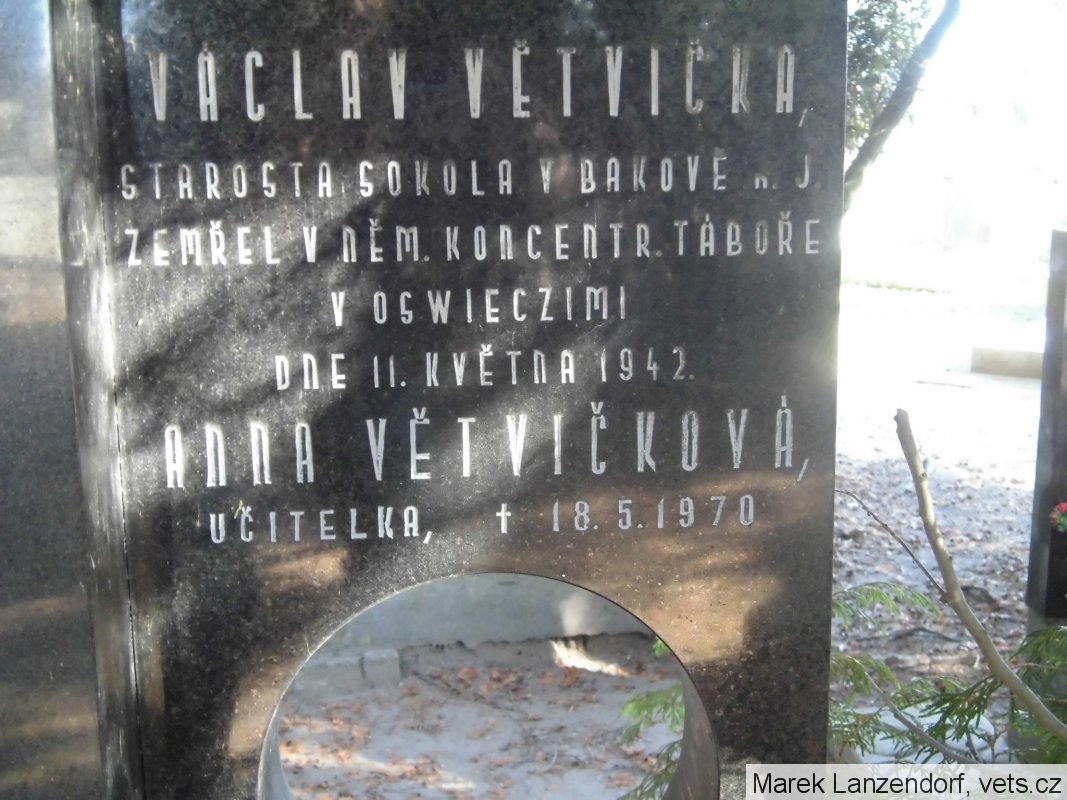 VÁCLAV VĚTVIČKA,
STAROSTA SOKOLA V BAKOVĚ n. J.
ZEMŘEL V NĚM. KONCENTR. TÁBOŘE
V OSWIECZIMI
DNE 11. KVĚTNA 1942.
ANNA VĚTVIČKOVÁ,
UČITELKA, † 18. 5. 1970
Marek Lanzendorf, vets.cz